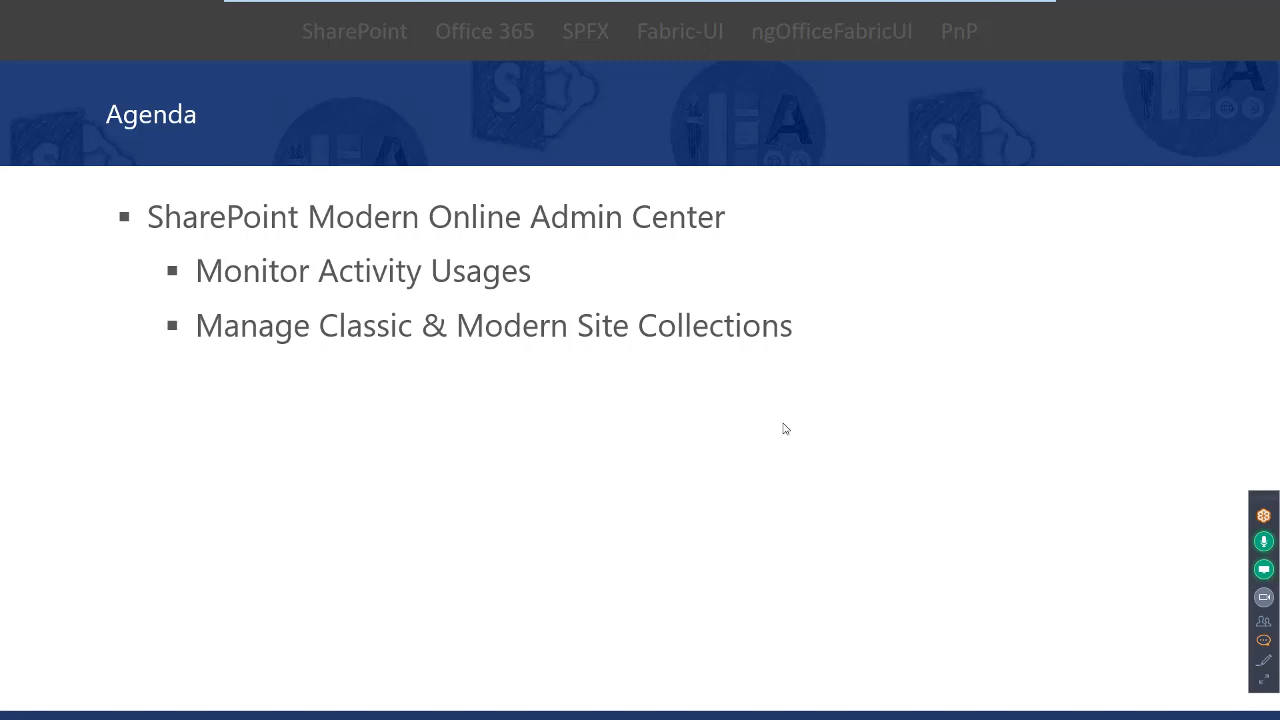 SharePoint Office 365 SPFX Fabric-UI ngOfficeFabricUI PnP
Agenda
SharePoint Modern Online Admin Center
Monitor Activity Usages
Manage Classic & Modern Site Collections